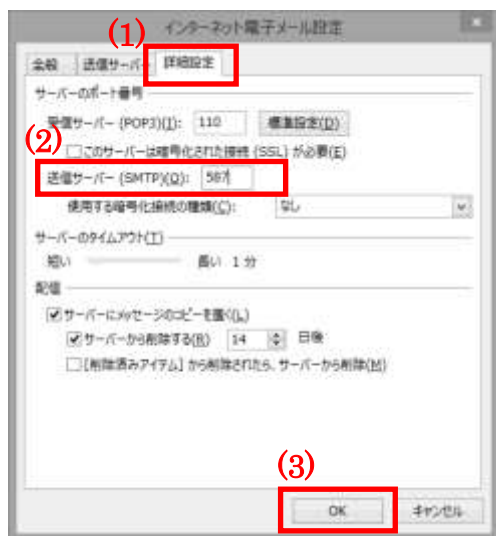 インターネット電子メール設定
(1)
全般 送信サーバー 詳細設定
サーバーのポート番号
受信サーバー (POP3)(I): 110 標準設定(D)
(2)
このサーバーは暗号化された接続 (SSL) が必要(E)
送信サーバー (SMTP)(O): 587
使用する暗号化接続の種類(C): なし
サーバーのタイムアウト(T)
短い 長い 1 分
配信
サーバーにメッセージのコピーを置く(L)
サーバーから削除する(R) 14 日後
[削除済みアイテム] から削除されたら、サーバーから削除(M)
(3)
OK キャンセル